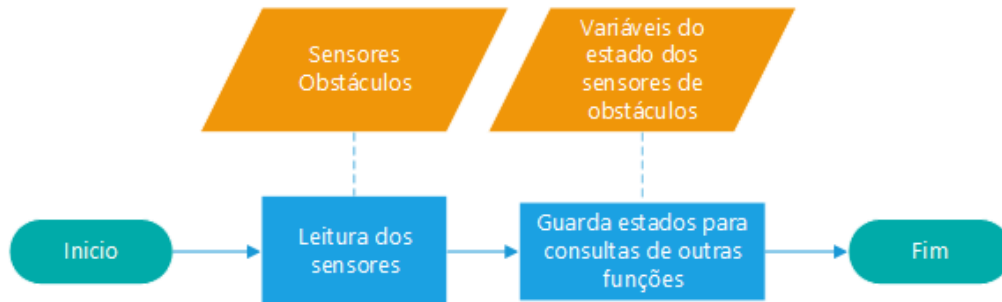 Sensores
Obstáculos
Variáveis do
estado dos
sensores de
obstáculos
Inicio
Leitura dos
sensores
Guarda estados para
consultas de outras
funções
Fim